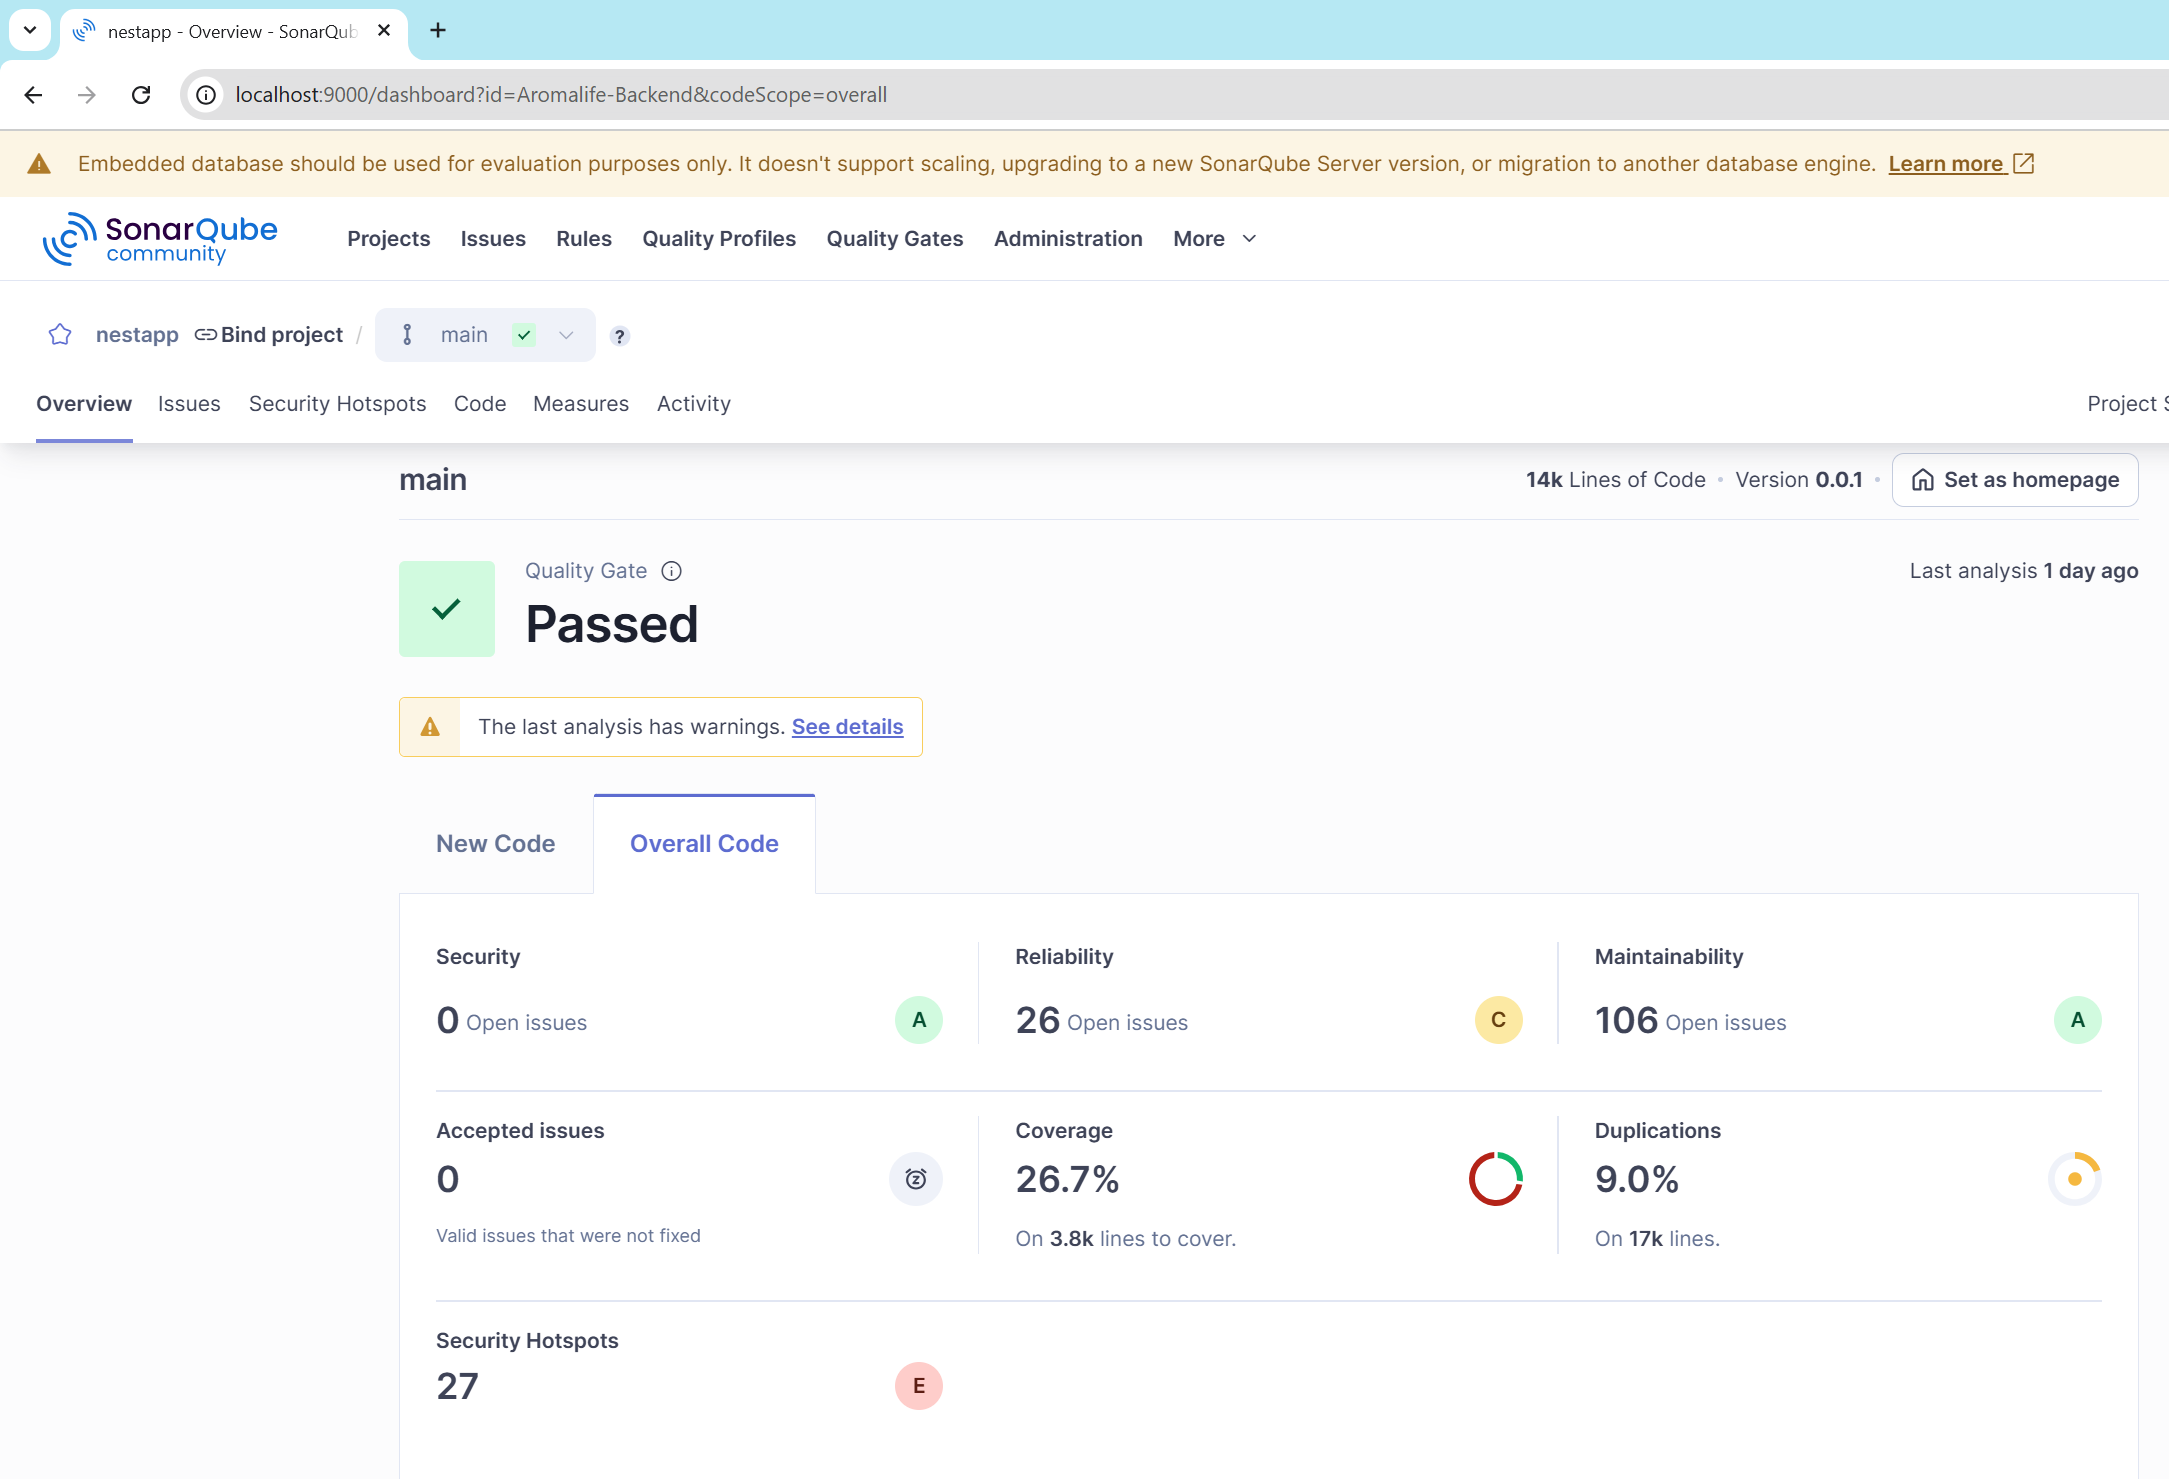 nestapp - Overview - SonarQub
localhost:9000/dashboard?id=Aromalife-Backend&codeScope=overall
Embedded database should be used for evaluation purposes only. It doesn't support scaling, upgrading to a new SonarQube Server version, or migration to another database engine. Learn more
SonarQube community
Projects Issues Rules Quality Profiles Quality Gates Administration More
nestapp Bind project / main ?
Overview Issues Security Hotspots Code Measures Activity Project S
main 14k Lines of Code • Version 0.0.1 • Set as homepage
Quality Gate Last analysis 1 day ago
Passed
The last analysis has warnings. See details
New Code Overall Code
Security Reliability Maintainability
0 Open issues A 26 Open issues C 106 Open issues A
Accepted issues Coverage Duplications
0 26.7% 9.0%
Valid issues that were not fixed On 3.8k lines to cover. On 17k lines.
Security Hotspots
27 E